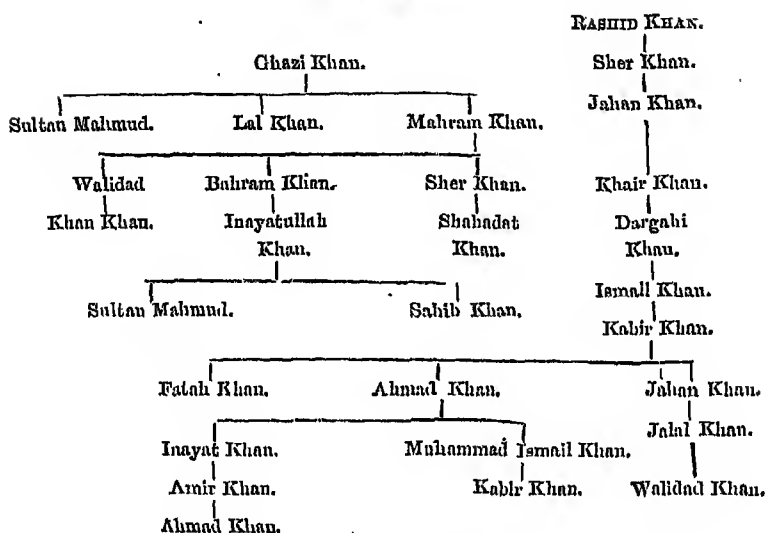 RASHID KHAN.
Ghazi Khan. Sher Khan.
Jahan Khan.
Sultan Mahmud. Lal Khan. Mahram Khan.
Walidad Bahram Khan. Sher Khan. Khair Khan.
Khan Khan. Inayatullah Shahadat Dargahi
Khan. Khan. Khan.
Ismail Khan.
Sultan Mahmud. Sahib Khan.
Kabir Khan.
Fatah Khan. Ahmad Khan. Jahan Khan.
Jalal Khan.
Inayat Khan. Muhammad Ismail Khan.
Amir Khan. Kabir Khan. Walidad Khan.
Ahmad Khan.